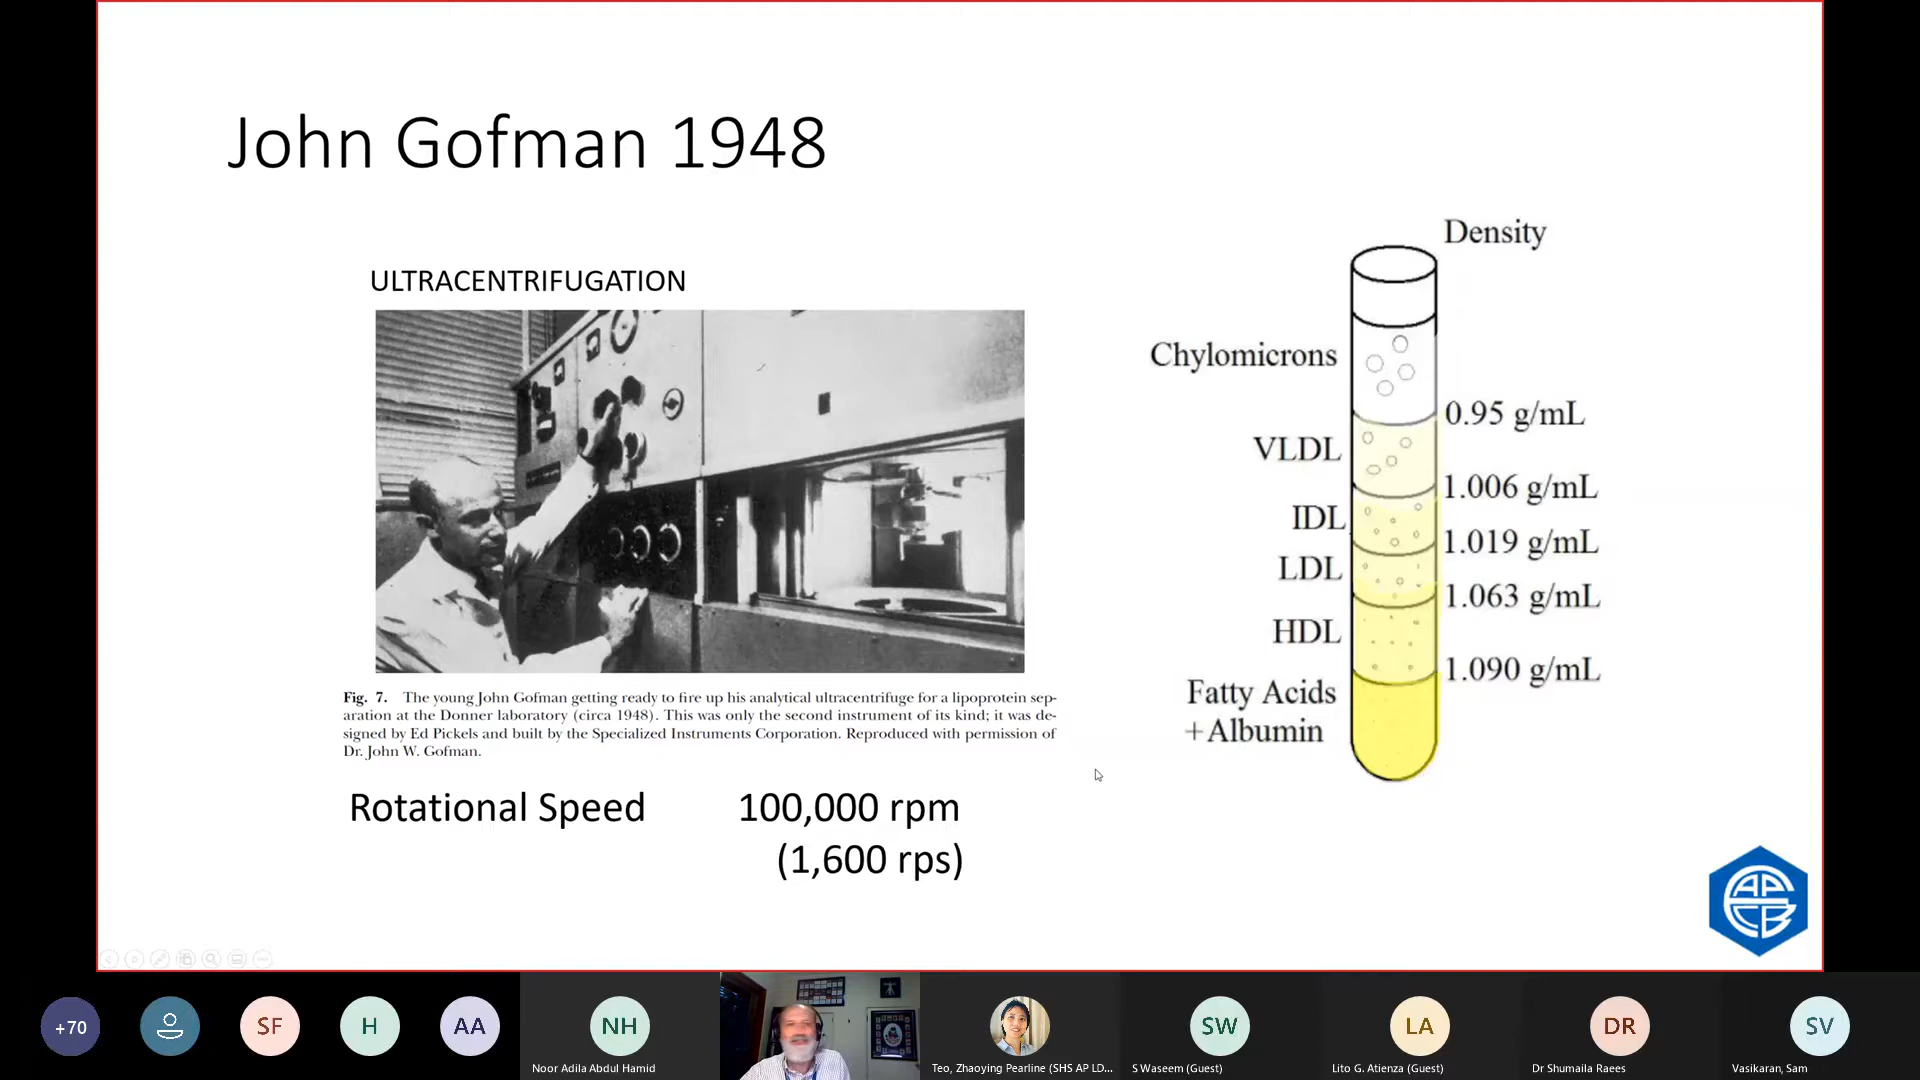 John Gofman 1948
ULTRACENTRIFUGATION
Fig. 7. The young John Gofman getting ready to fire up his analytical ultracentrifuge for a lipoprotein sep-
aration at the Donner laboratory (circa 1948). This was only the second instrument of its kind; it was de-
signed by Ed Pickels and built by the Specialized Instruments Corporation. Reproduced with permission of
Dr. John W. Gofman.
Rotational Speed 100,000 rpm
(1,600 rps)
Density
Chylomicrons
0.95 g/mL
VLDL
1.006 g/mL
IDL
1.019 g/mL
LDL
1.063 g/mL
HDL
1.090 g/mL
Fatty Acids
+Albumin
APFCB
+70
SF
H
AA
NH
Noor Adila Abdul Hamid
Teo, Zhaoying Pearline (SHS AP LD...
SW
S Waseem (Guest)
LA
Lito G. Atienza (Guest)
DR
Dr Shumaila Raees
SV
Vasikaran, Sam